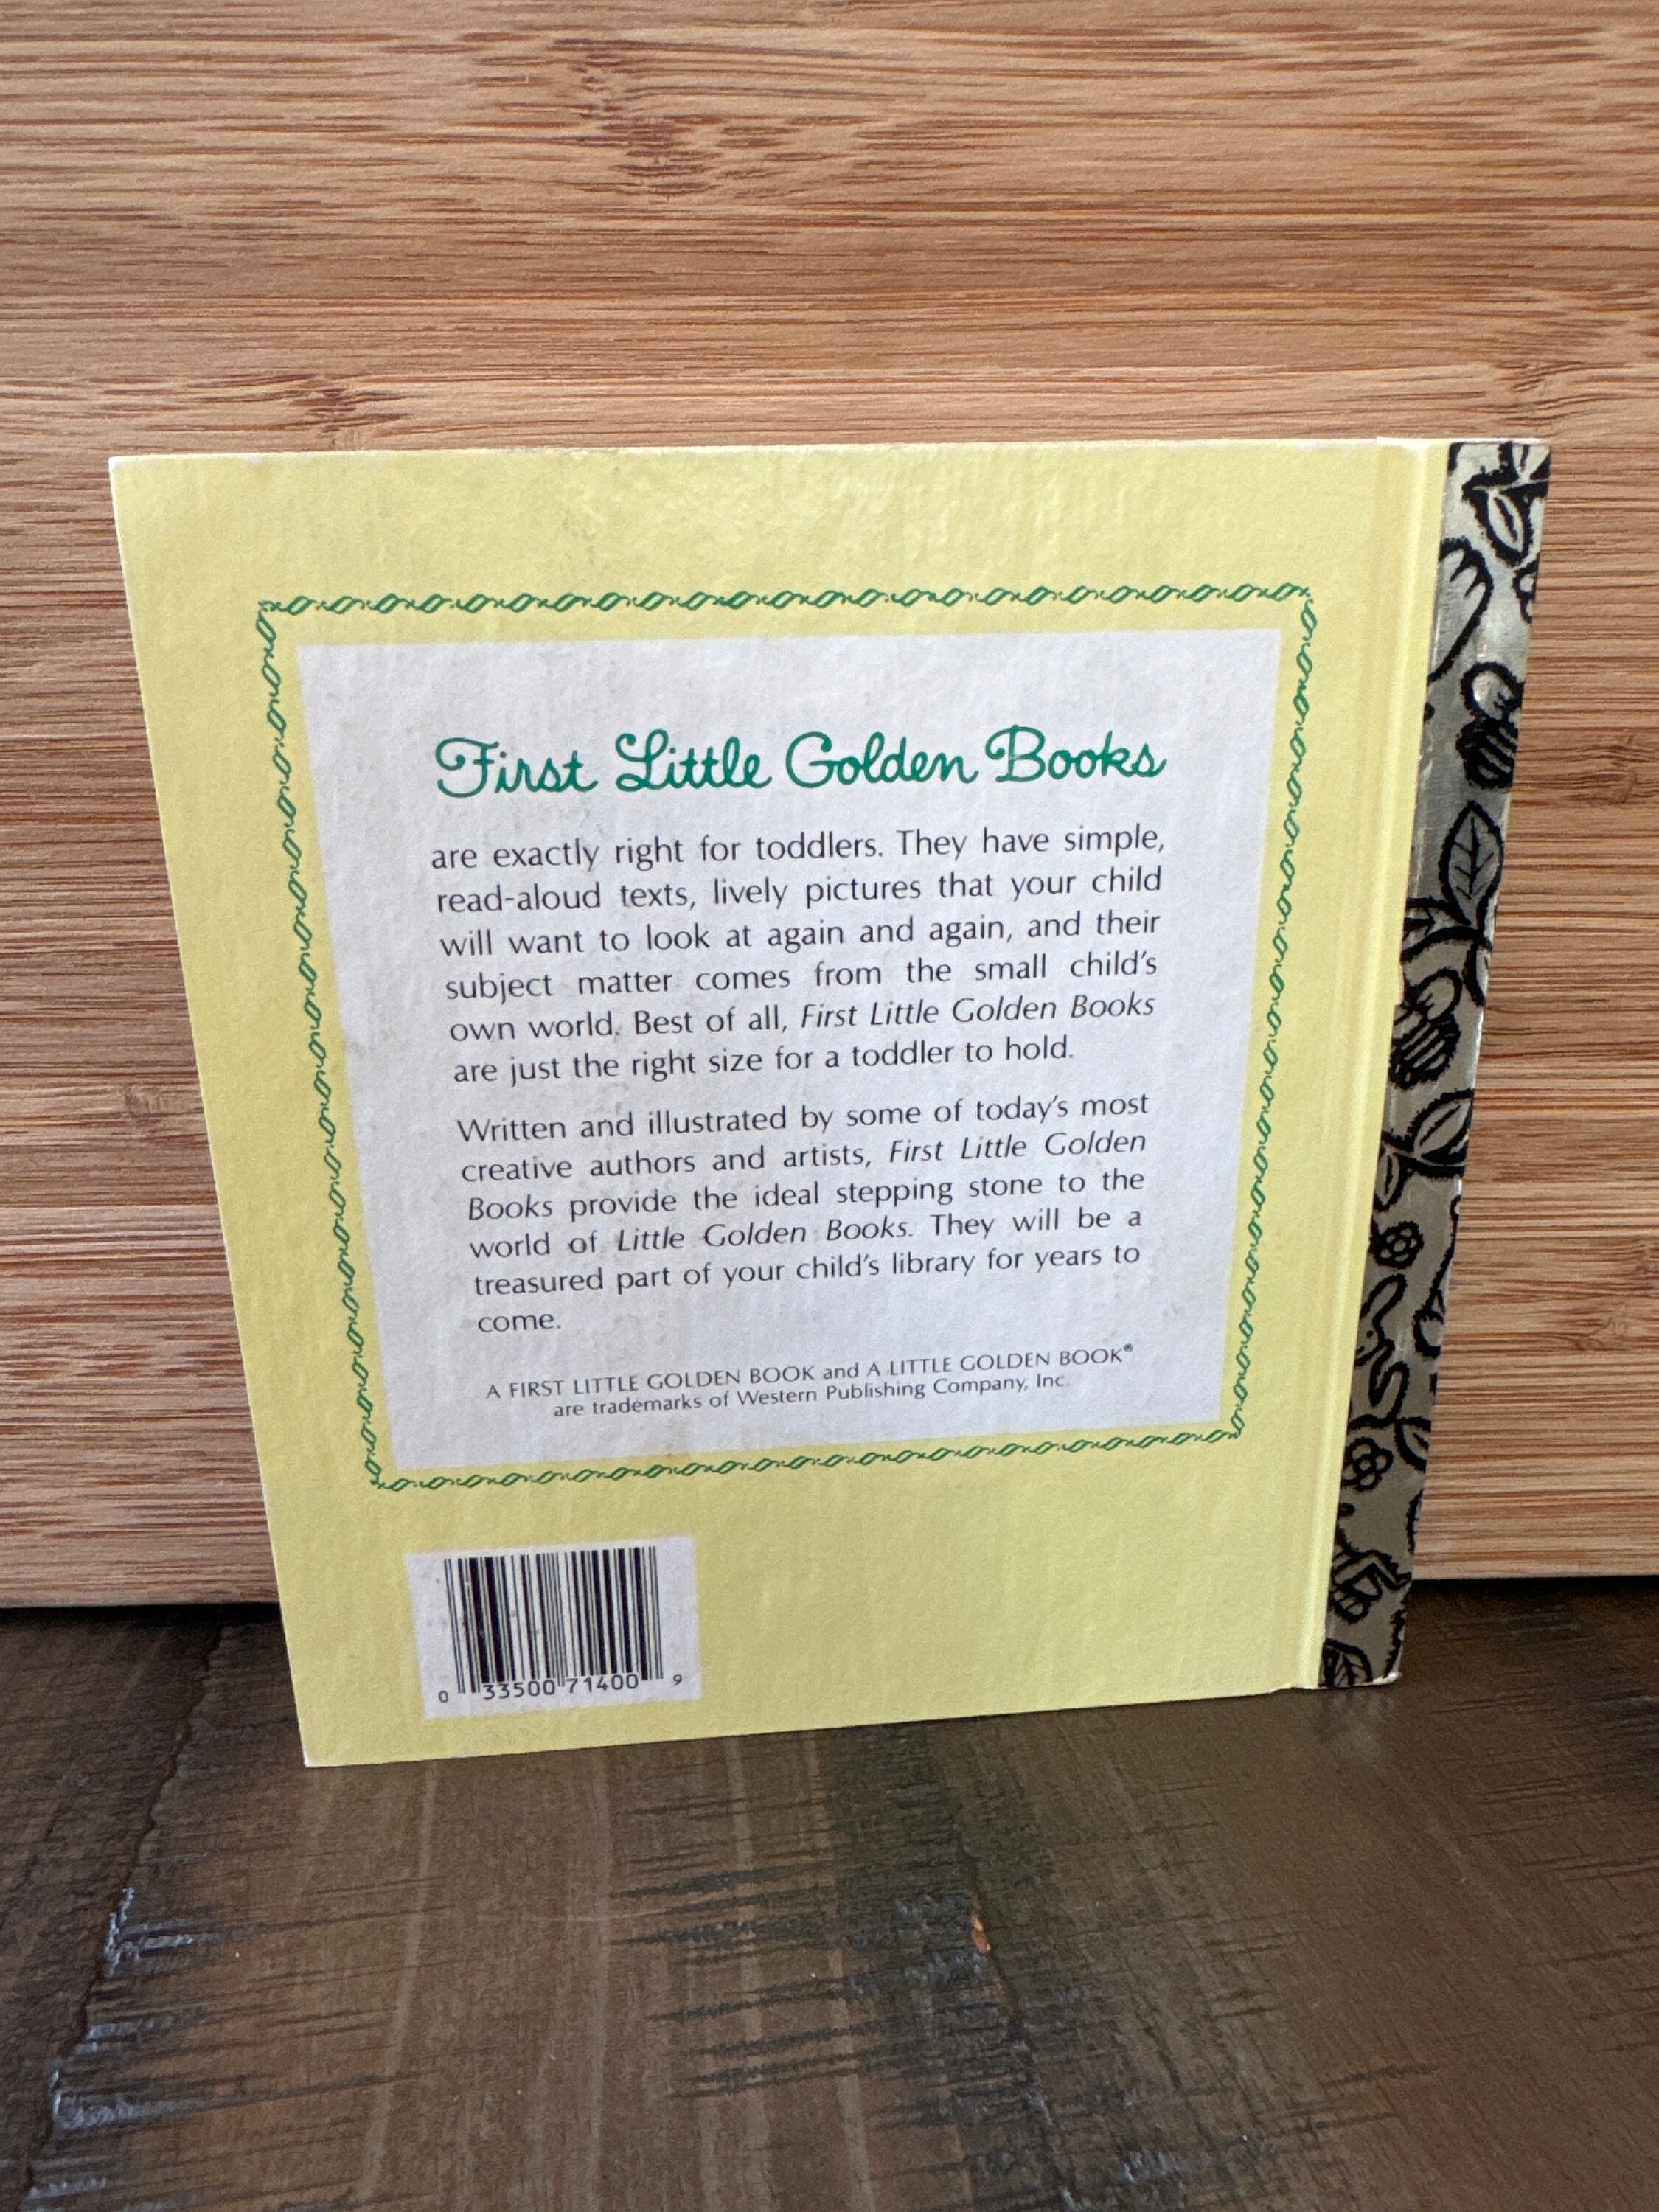 First Little Golden Books
are exactly right for toddlers. They have simple,
read-aloud texts, lively pictures that your child
will want to look at again and again, and their
subject matter comes from the small child's
own world. Best of all, First Little Golden Books
are just the right size for a toddler to hold.
Written and illustrated by some of today's most
creative authors and artists, First Little Golden
Books provide the ideal stepping stone to the
world of Little Golden Books. They will be a
treasured part of your child's library for years to
come.
A FIRST LITTLE GOLDEN BOOK and A LITTLE GOLDEN BOOK®
are trademarks of Western Publishing Company, Inc.
0 33500 71400 9